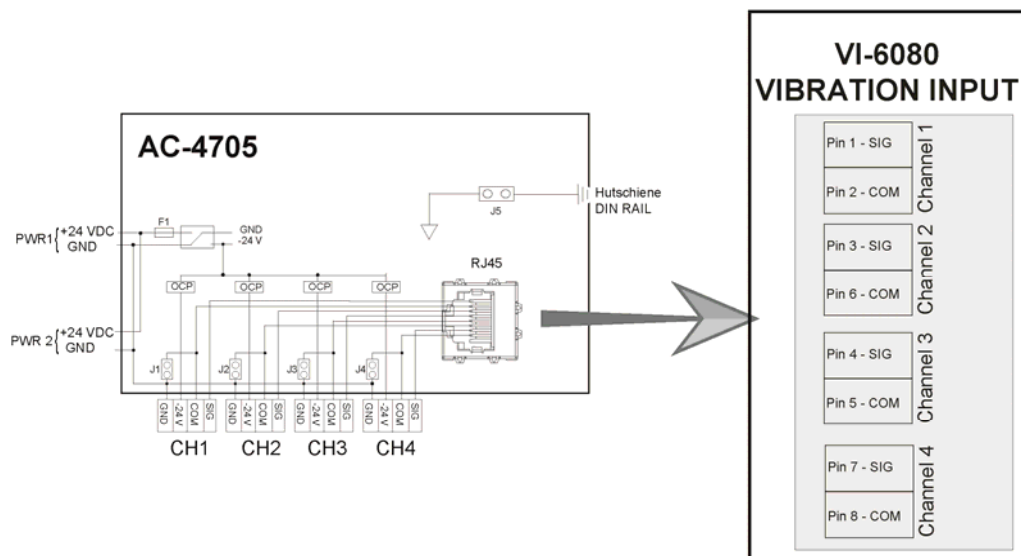 AC-4705
PWR1
+24 VDC
GND
F1
GND
-24 V
J5
Hutschiene
DIN RAIL
RJ45
OCP
OCP
OCP
OCP
PWR 2
+24 VDC
GND
J1
J2
J3
J4
GND
-24 V
COM
SIG
GND
-24 V
COM
SIG
GND
-24 V
COM
SIG
GND
-24 V
COM
SIG
CH1
CH2
CH3
CH4
VI-6080
VIBRATION INPUT
Pin 1 - SIG
Pin 2 - COM
Channel 1
Pin 3 - SIG
Pin 6 - COM
Channel 2
Pin 4 - SIG
Pin 5 - COM
Channel 3
Pin 7 - SIG
Pin 8 - COM
Channel 4